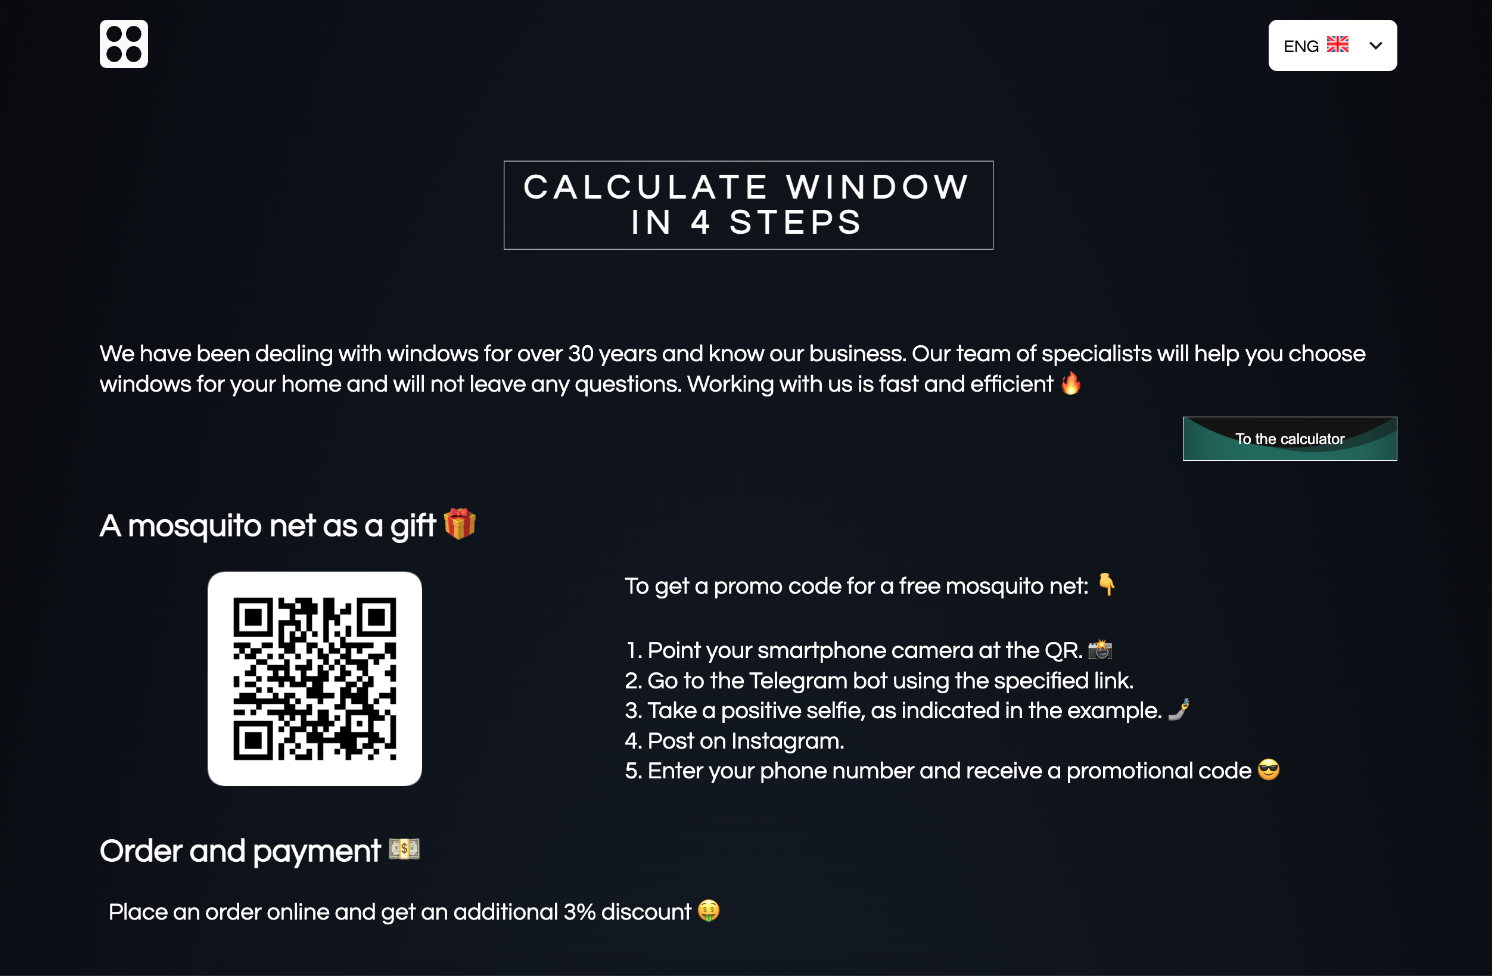 ENG
CALCULATE WINDOW
IN 4 STEPS
We have been dealing with windows for over 30 years and know our business. Our team of specialists will help you choose
windows for your home and will not leave any questions. Working with us is fast and efficient 🔥
To the calculator
A mosquito net as a gift 🎁
To get a promo code for a free mosquito net: 👇
1. Point your smartphone camera at the QR. 📸
2. Go to the Telegram bot using the specified link.
3. Take a positive selfie, as indicated in the example. 🤳
4. Post on Instagram.
5. Enter your phone number and receive a promotional code 😎
Order and payment 💵
Place an order online and get an additional 3% discount 🤑